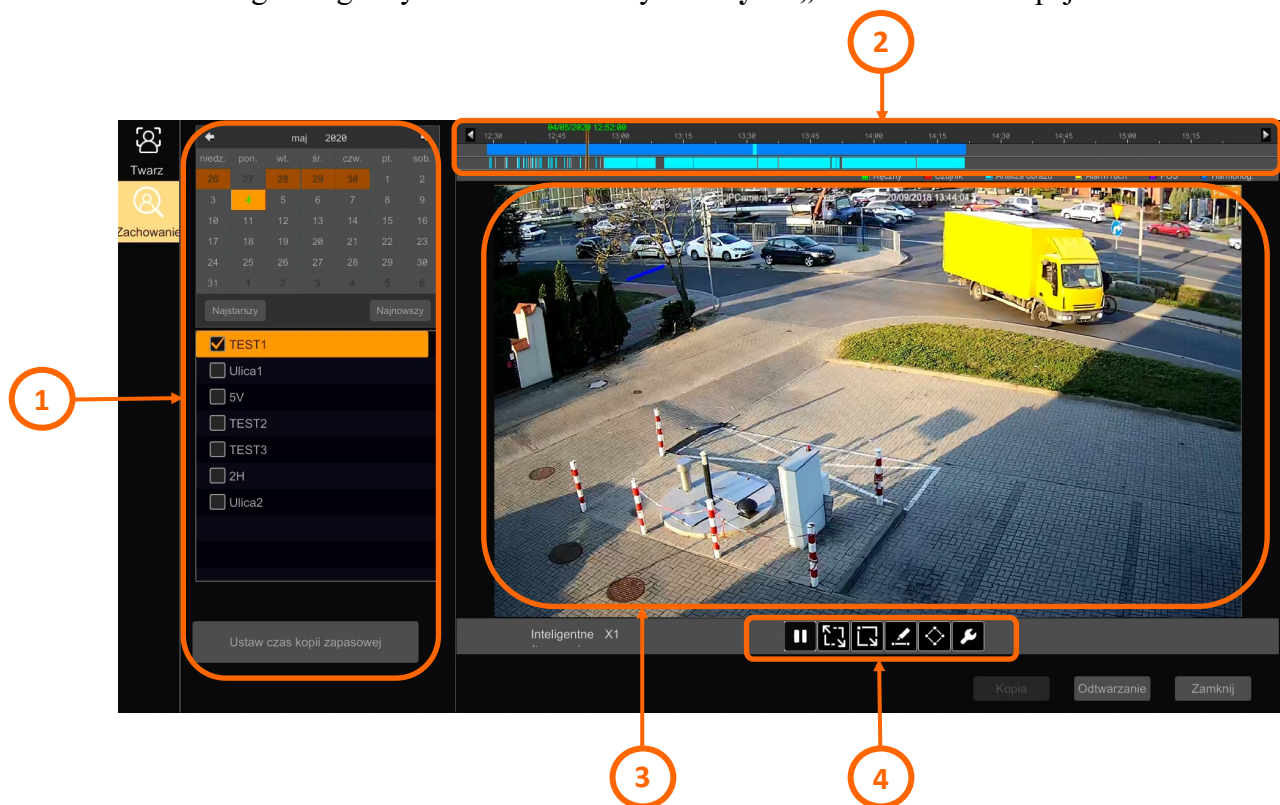 2
04/05/2020 12:52:00
12:30 12:45 13:00 13:15 13:30 13:45 14:00 14:15 14:30 14:45 15:00 15:15
Ręczny Czujnik Analiza obrazu Alarm ruch POS Harmonog.
Twarz
Zachowanie
maj 2020
niedz. pon. wt. śr. czw. pt. sob.
26 27 28 29 30 1 2
3 4 5 6 7 8 9
10 11 12 13 14 15 16
17 18 19 20 21 22 23
24 25 26 27 28 29 30
31 1 2 3 4 5 6
Najstarszy Najnowszy
TEST1
Ulica1
5V
TEST2
TEST3
2H
Ulica2
Ustaw czas kopii zapasowej
1
IPCamera 20/09/2018 13:44:04
Inteligentne X1
Kopia Odtwarzanie Zamknij
3
4